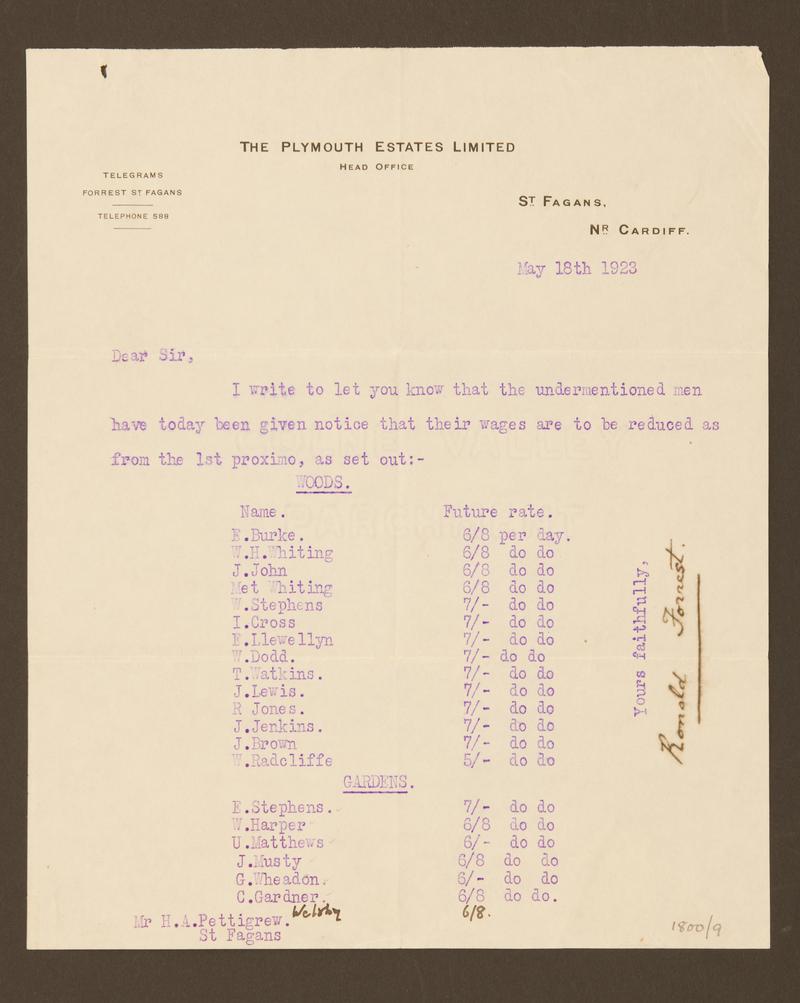 THE PLYMOUTH ESTATES LIMITED
HEAD OFFICE
TELEGRAMS
FORREST ST FAGANS
TELEPHONE 588
ST FAGANS,
NR CARDIFF.
May 18th 1923
Dear Sir,
I write to let you know that the undermentioned men
have today been given notice that their wages are to be reduced as
from the 1st proximo, as set out:-
WOODS.
Name. Future rate.
E.Burke. 6/8 per day.
W.H.Whiting 6/8 do do
J.John 6/8 do do
Met Whiting 6/8 do do
W.Stephens 7/- do do
I.Cross 7/- do do
E.Llewellyn 7/- do do
W.Dodd. 7/- do do
T.Watkins. 7/- do do
J.Lewis. 7/- do do
R Jones. 7/- do do
J.Jenkins. 7/- do do
J.Brown 7/- do do
W.Radcliffe 5/- do do
GARDENS.
E.Stephens. 7/- do do
W.Harper 6/8 do do
U.Matthews 6/- do do
J.Musty 6/8 do do
G.Wheadon. 6/- do do
C.Gardner. 6/8 do do.
Welsby 6/8.
Mr H.A.Pettigrew.
St Fagans
Yours faithfully,
Ronald Forrest.
1800/9